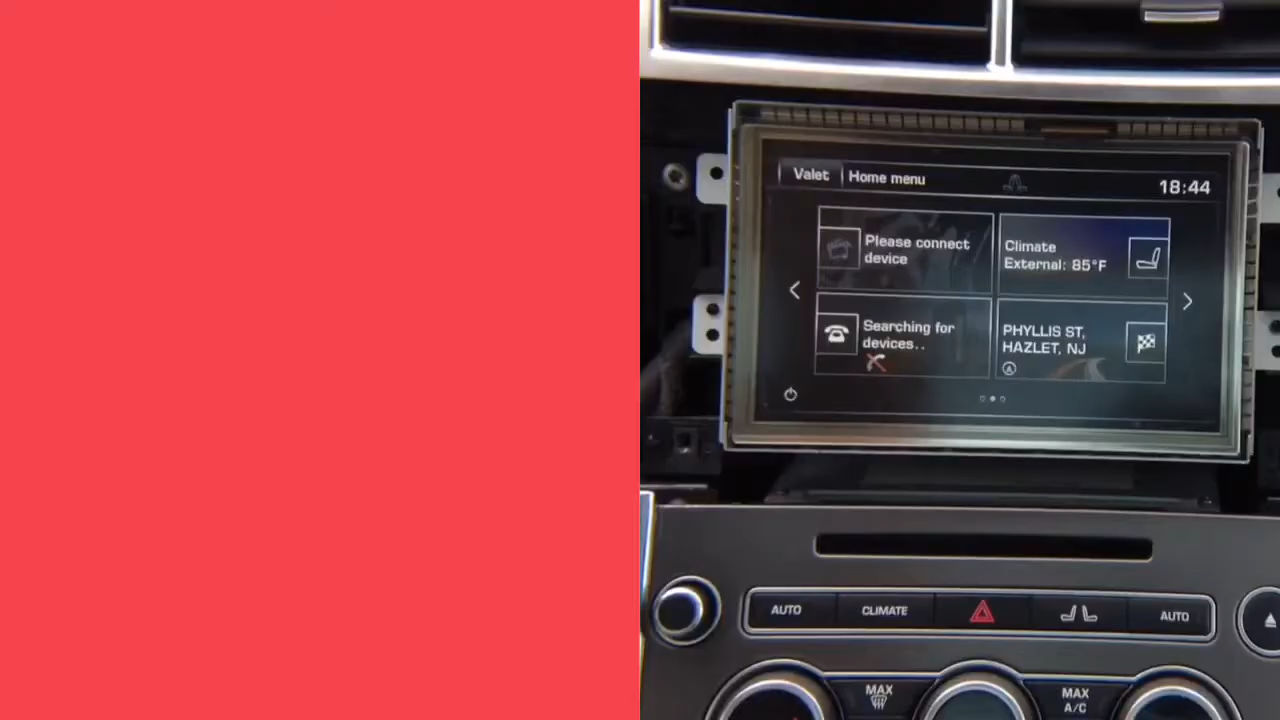 Valet
Home menu
18:44
Please connect
device
Climate
External: 85°F
Searching for
devices..
PHYLLIS ST,
HAZLET, NJ
A
AUTO
CLIMATE
AUTO
MAX
MAX
A/C